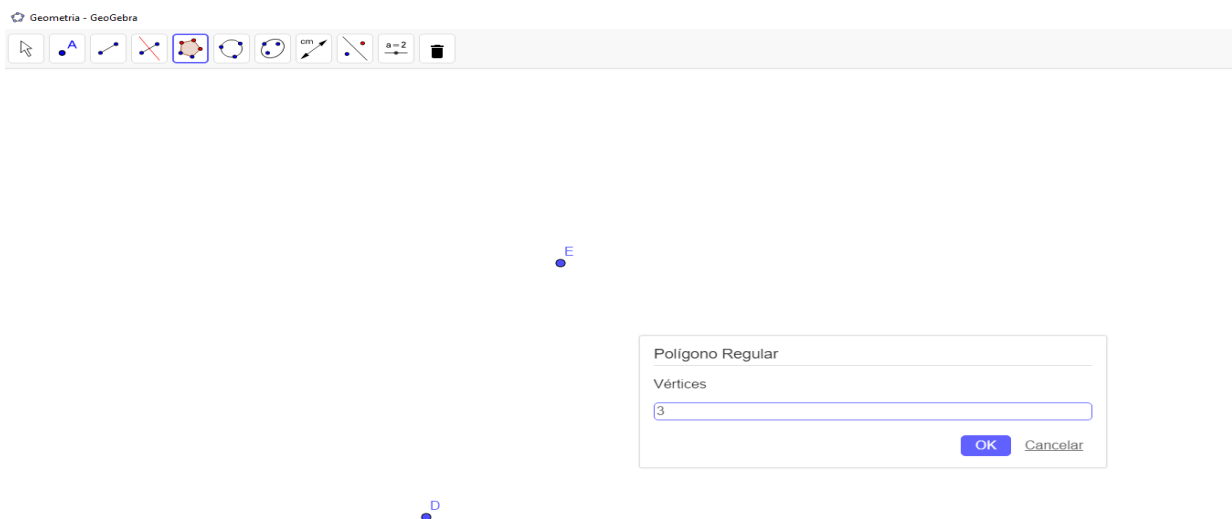 Geometria - GeoGebra
A
cm
a=2
E
Polígono Regular
Vértices
3
OK Cancelar
D